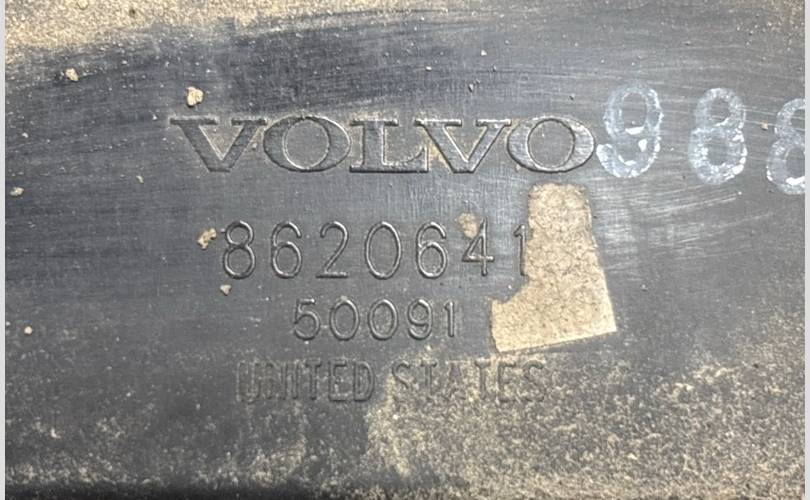 VOLVO 988
8620641
50091
UNITED STATES